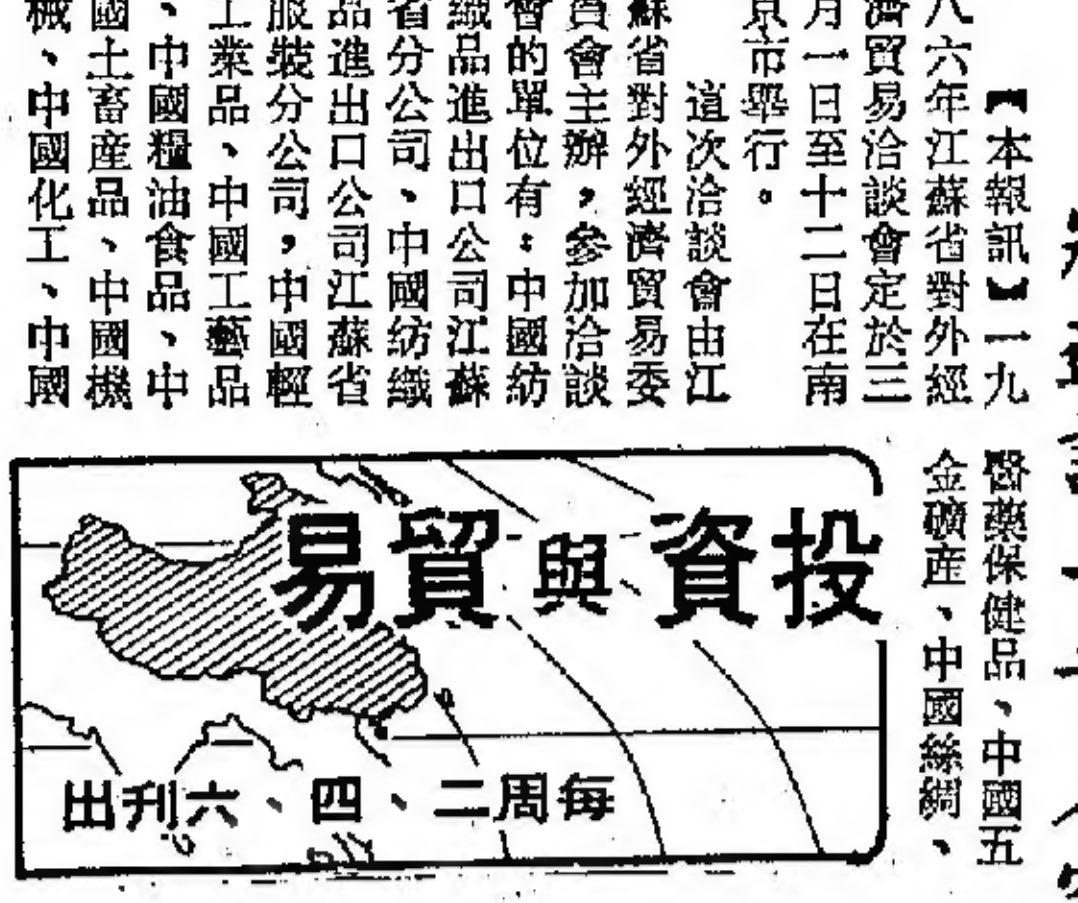 【本報訊】一九
八六年江蘇省對外經
濟貿易洽談會定於三
月一日至十二日在南
京市舉行。
這次洽談會由江
蘇省對外經濟貿易委
員會主辦，參加洽談
會的單位有：中國紡
織品進出口公司江蘇
省分公司、中國紡織
品進出口公司江蘇省
服裝分公司，中國輕
工業品、中國工藝品
、中國糧油食品、中
國土畜產品、中國機
械、中國化工、中國
醫藥保健品、中國五
金礦產、中國絲綢、
投資與貿易
每周二、四、六刊出